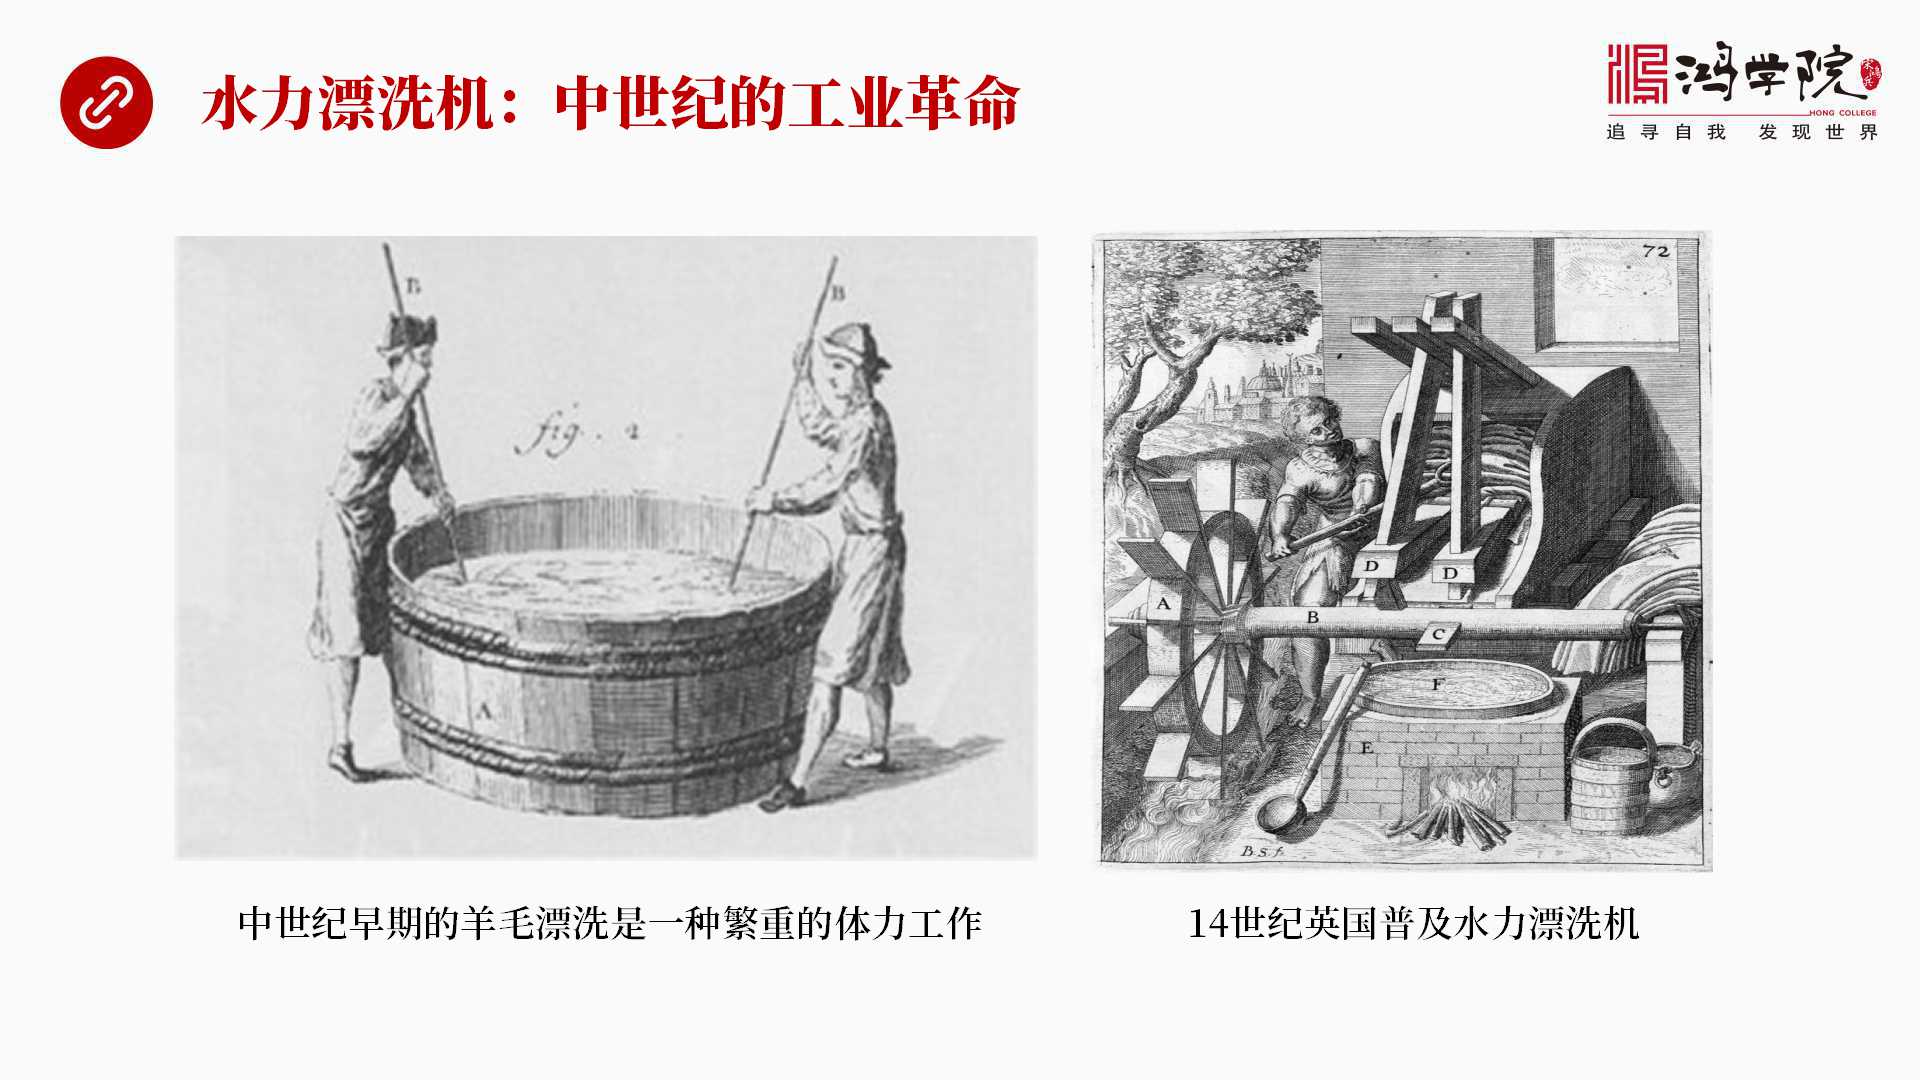 水力漂洗机：中世纪的工业革命
鸿学院
宋鸿兵
HONG COLLEGE
追寻自我 发现世界
B
B
fig. 2
A
72
D
D
A
B
C
F
E
B.S.f.
中世纪早期的羊毛漂洗是一种繁重的体力工作
14世纪英国普及水力漂洗机